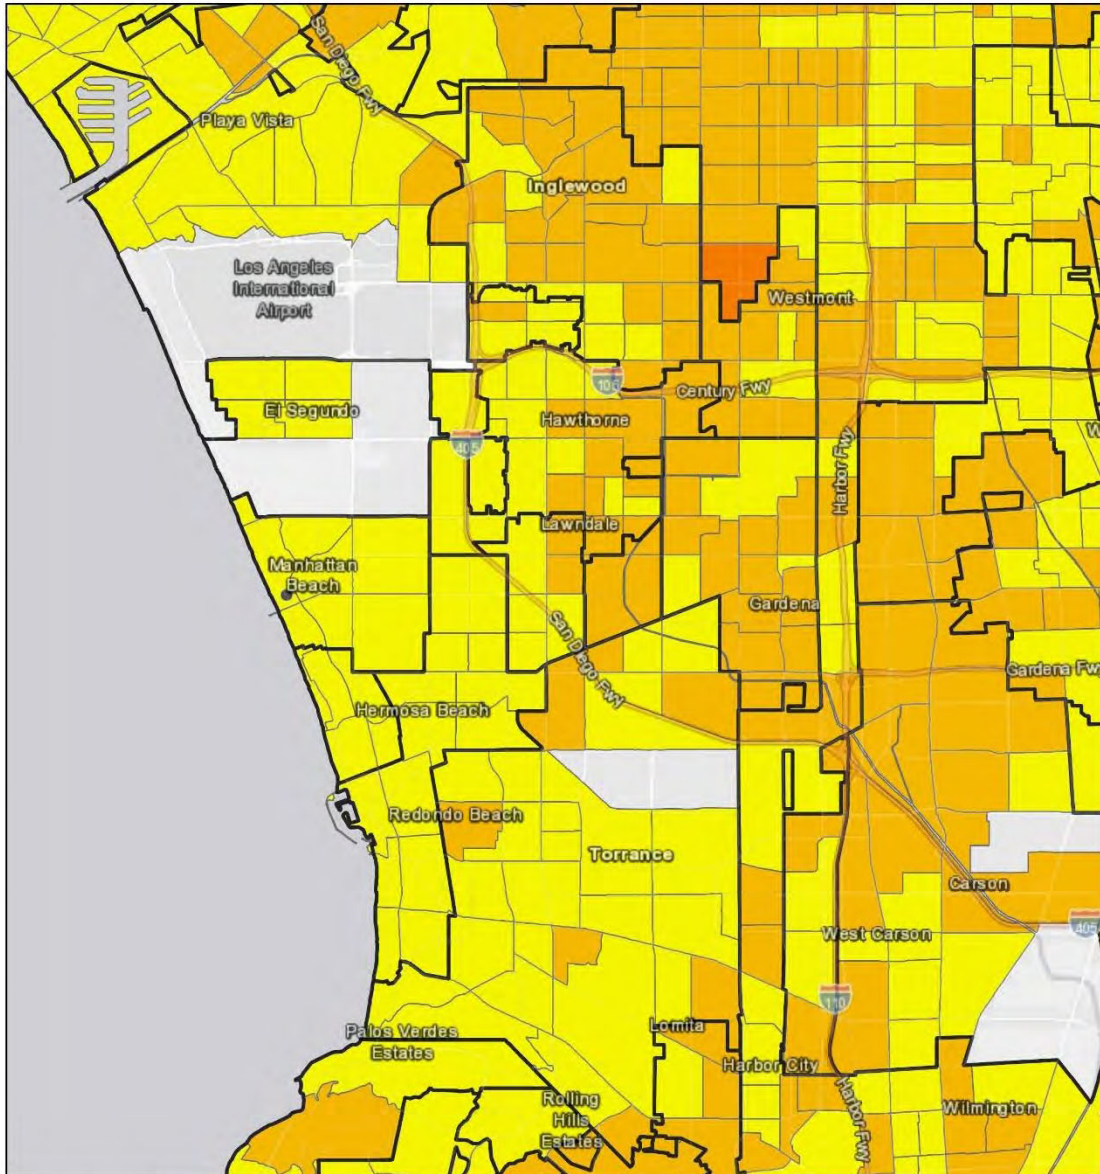 San Diego Fwy
Playa Vista
Inglewood
Los Angeles
International
Airport
Westmont
105
Century Fwy
El Segundo
Hawthorne
405
Harbor Fwy
W
Lawndale
Manhattan
Beach
Gardena
San Diego Fwy
Gardena Fwy
Hermosa Beach
Redondo Beach
Torrance
Carson
West Carson
405
110
Palos Verdes
Estates
Lomita
Harbor City
Rolling
Hills
Estates
Harbor Fwy
Wilmington